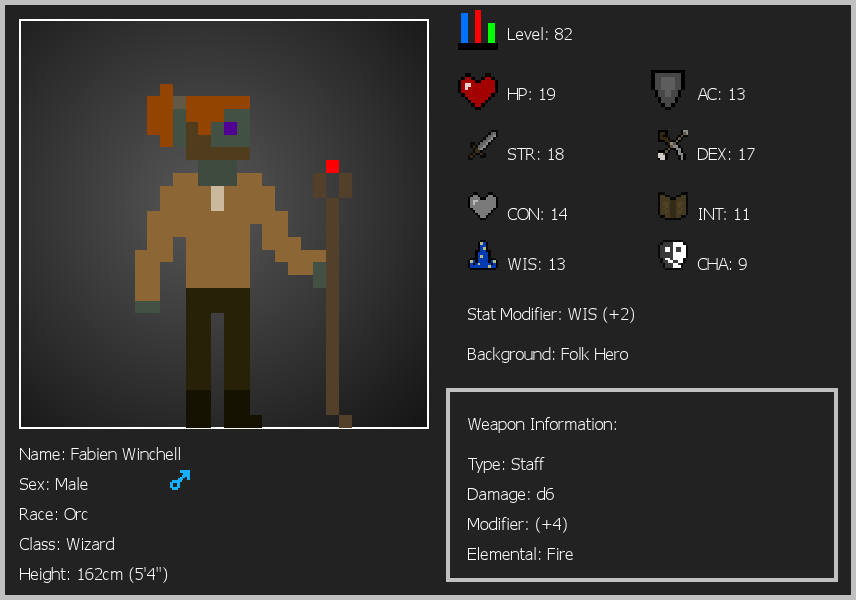 Level: 82
HP: 19
AC: 13
STR: 18
DEX: 17
CON: 14
INT: 11
WIS: 13
CHA: 9
Stat Modifier: WIS (+2)
Background: Folk Hero
Weapon Information:
Type: Staff
Damage: d6
Modifier: (+4)
Elemental: Fire
Name: Fabien Winchell
Sex: Male
Race: Orc
Class: Wizard
Height: 162cm (5'4")